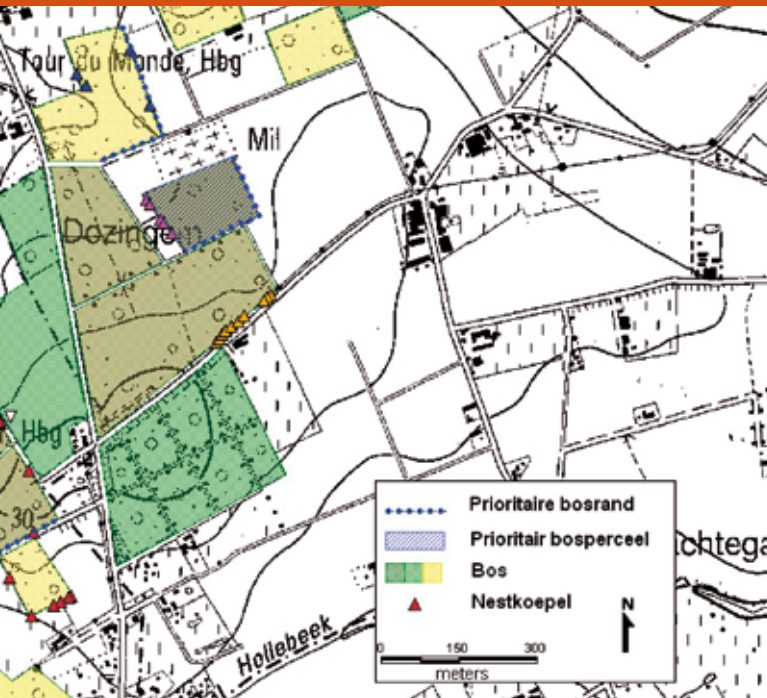 Tour du Monde, Hbg
Mil
Dozingem
Hbg
30
Prioritaire bosrand
Prioritair bosperceel
Bos
Nestkoepel
N
0 150 300
meters
chtega
Hollebeek